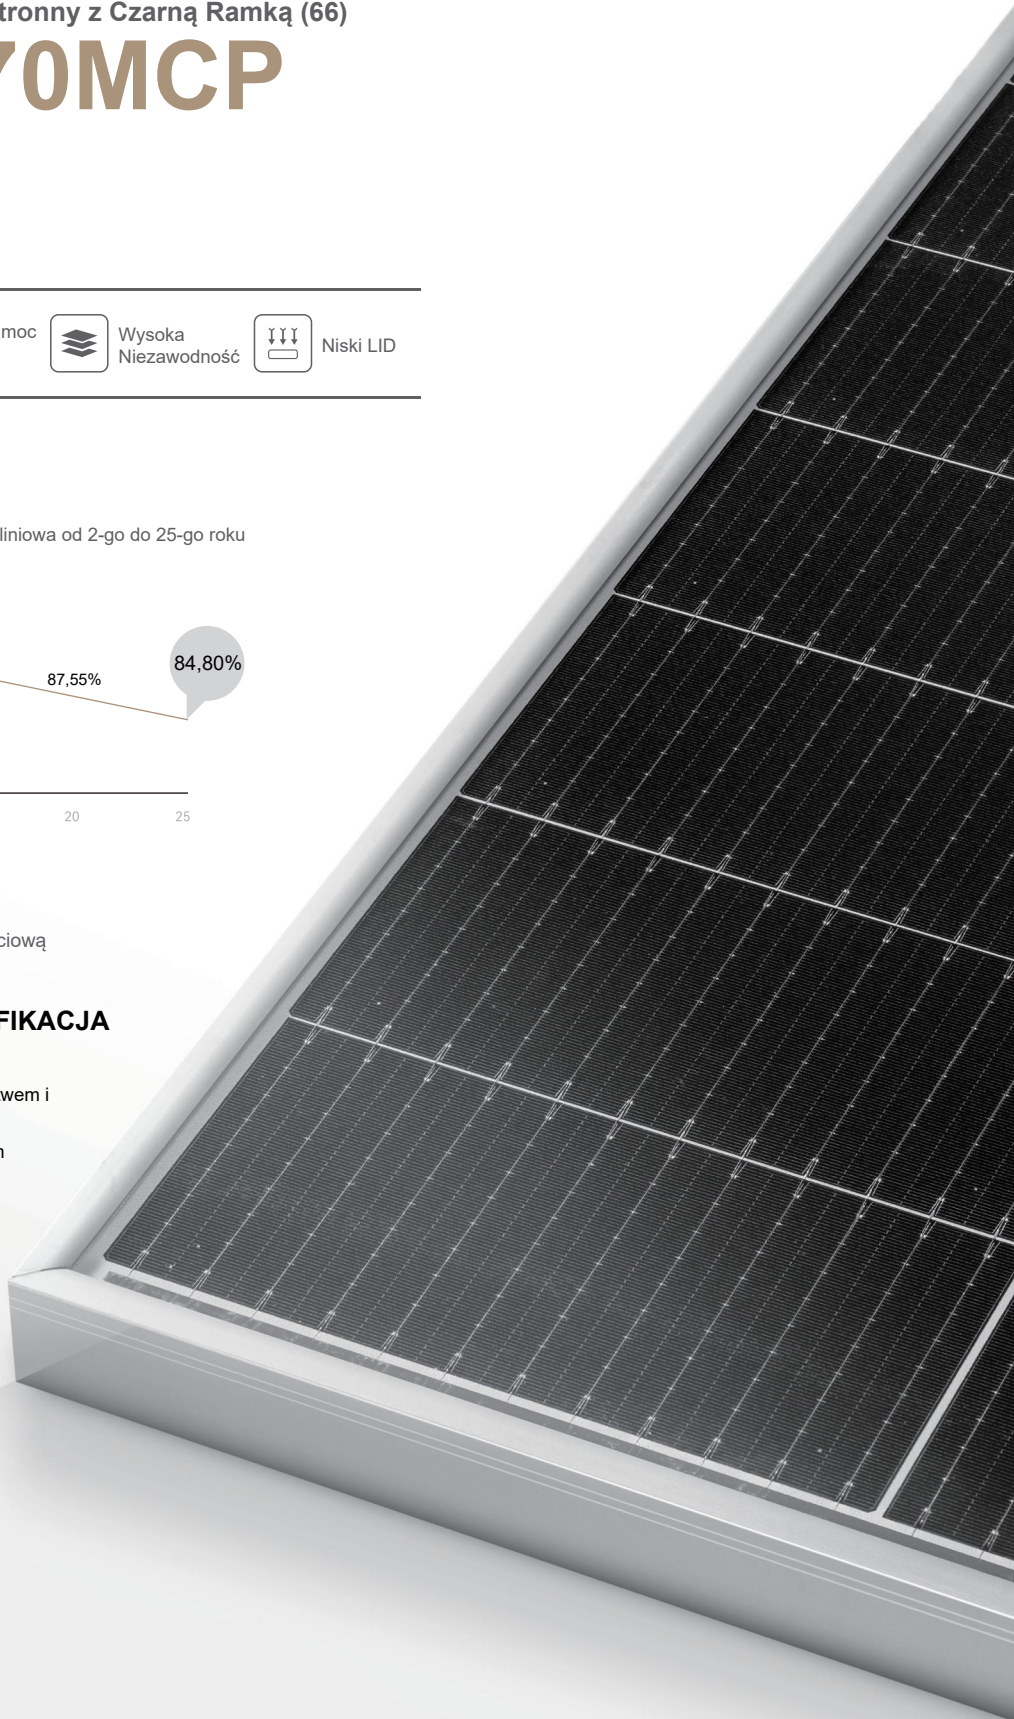 tronny z Czarną Ramką (66)
70MCP
moc
Wysoka
Niezawodność
Niski LID
liniowa od 2-go do 25-go roku
84,80%
87,55%
20
25
ciową
FIKACJA
wem i